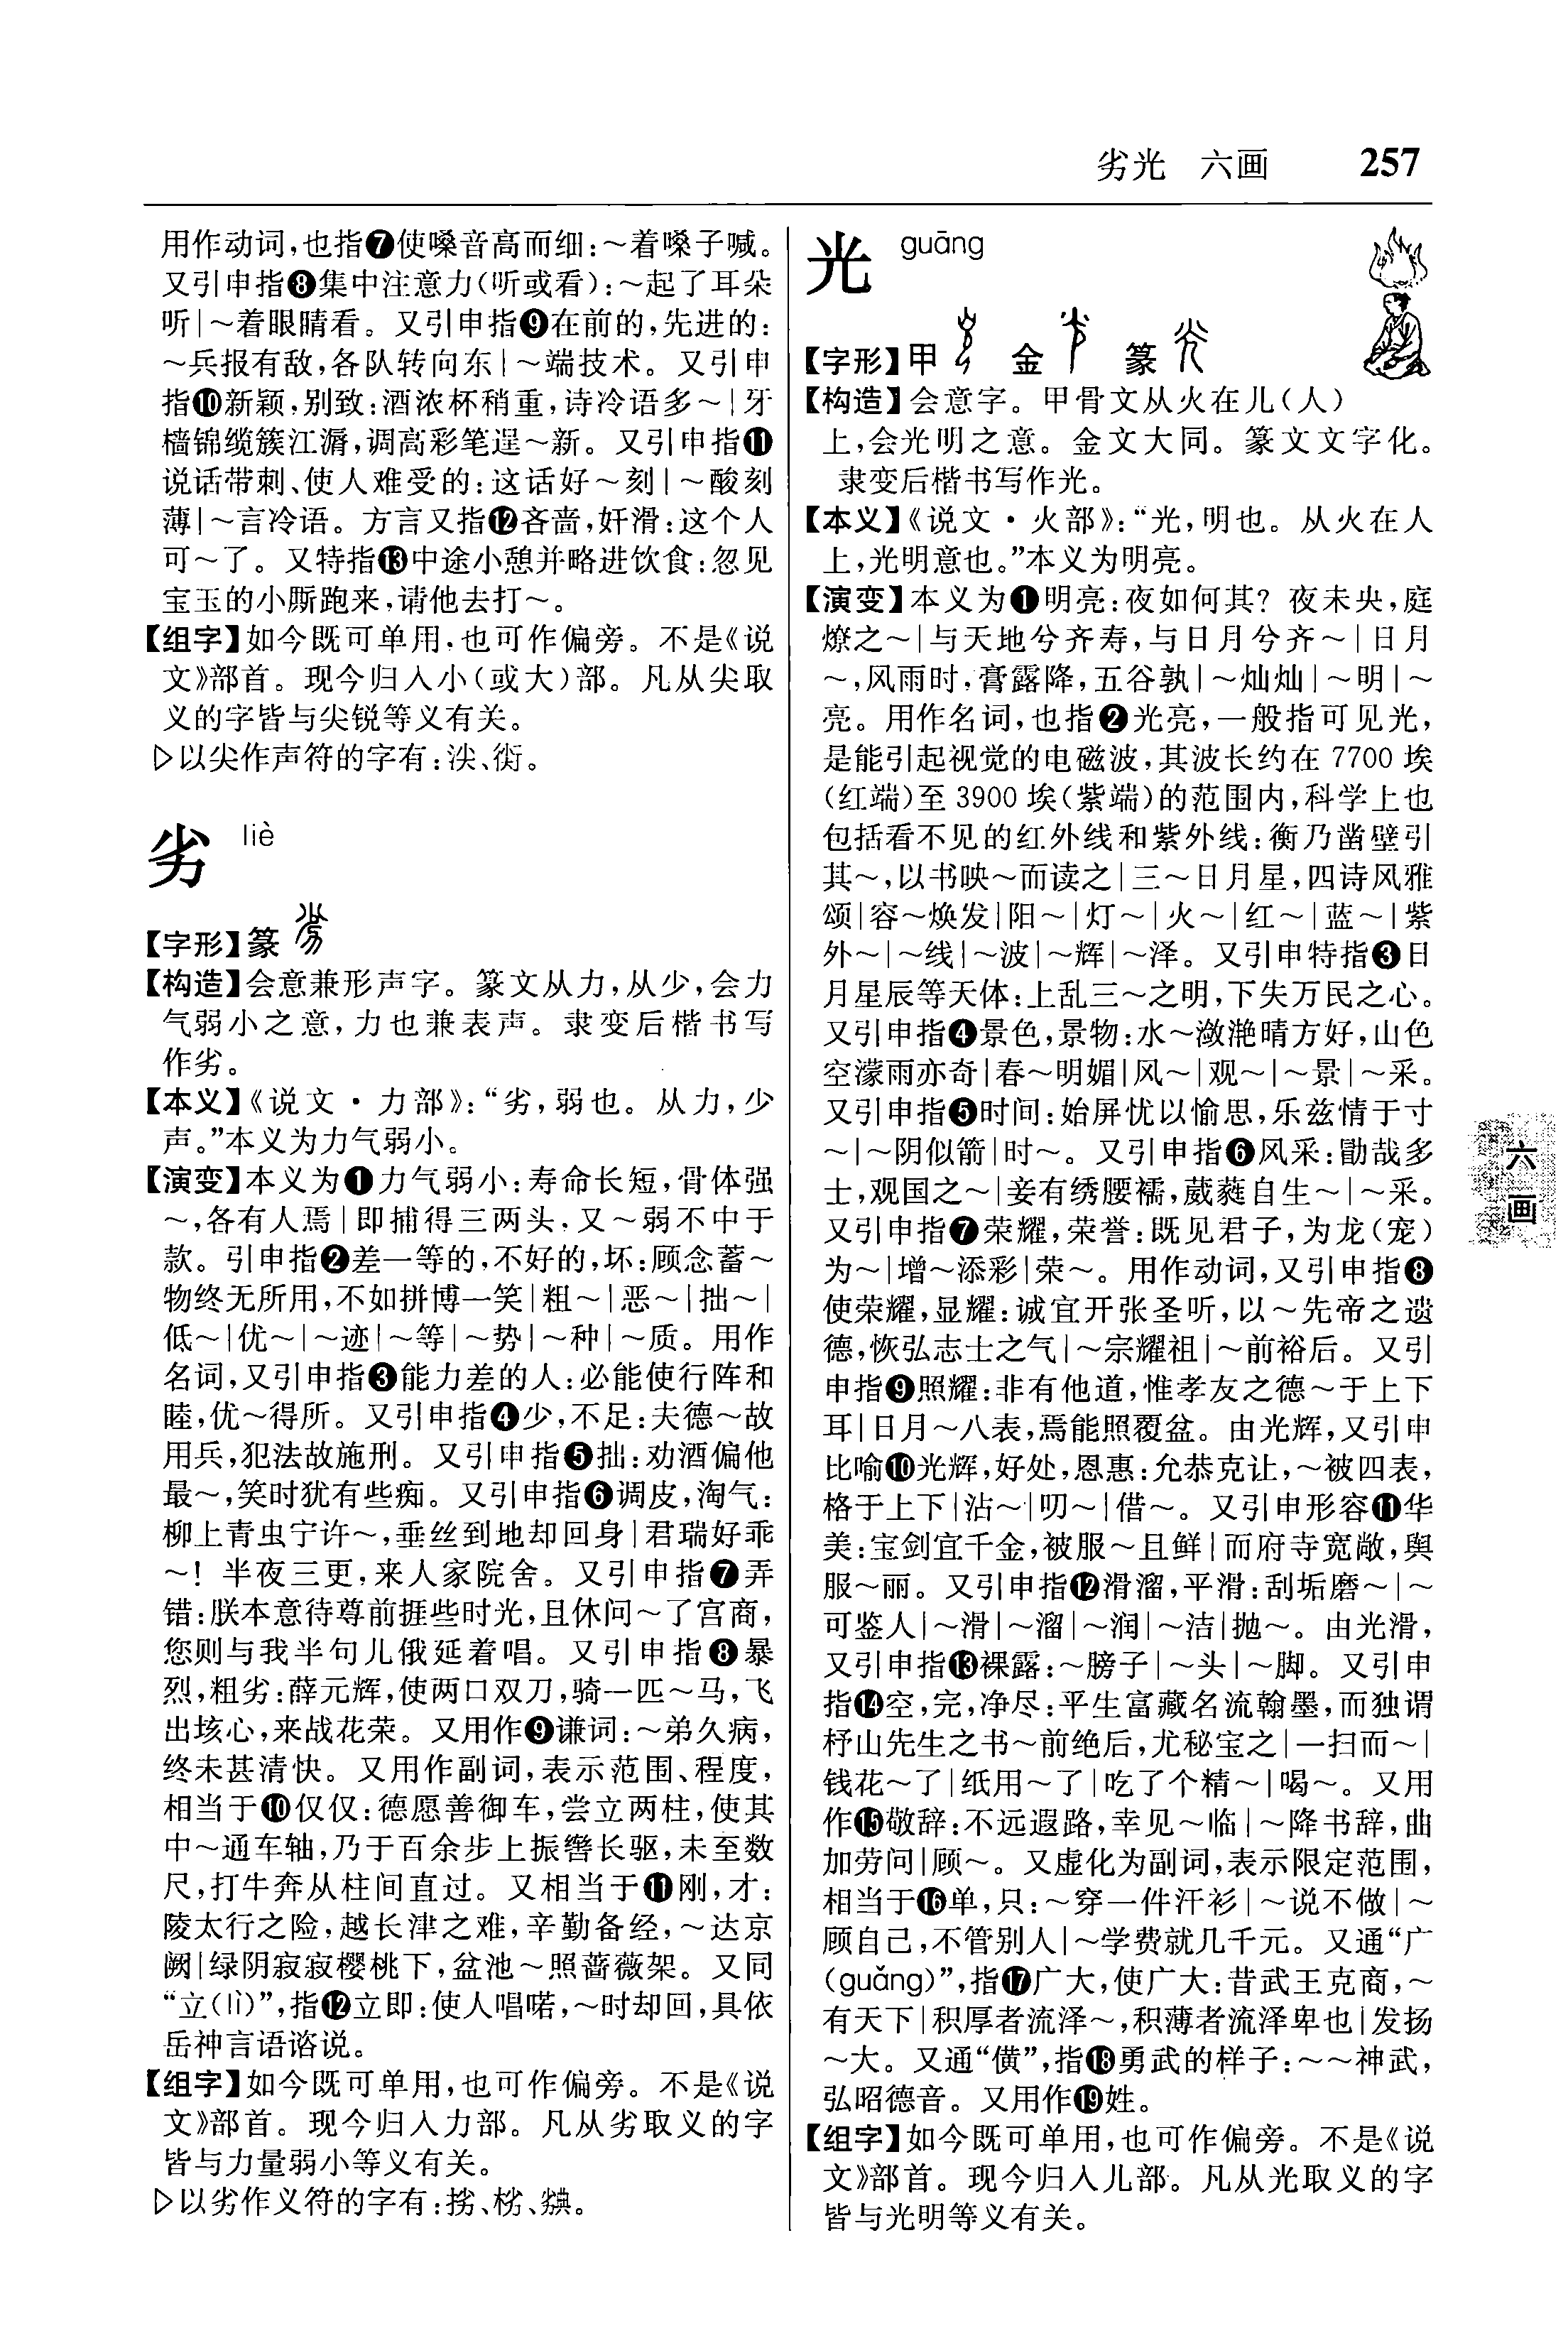 劣光 六画 257
用作动词,也指❼使嗓音高而细:～着嗓子喊。
又引申指❽集中注意力(听或看):～起了耳朵
听|～着眼睛看。又引申指❾在前的,先进的:
～兵报有敌,各队转向东|～端技术。又引申
指❿新颖,别致:酒浓杯稍重,诗冷语多～|牙
樯锦缆簇江漘,调高彩笔逞～新。又引申指⓫
说话带刺、使人难受的:这话好～刻|～酸刻
薄|～言冷语。方言又指⓬吝啬,奸滑:这个人
可～了。又特指⓭中途小憩并略进饮食:忽见
宝玉的小厮跑来,请他去打～。
【组字】如今既可单用,也可作偏旁。不是《说
文》部首。现今归入小(或大)部。凡从尖取
义的字皆与尖锐等义有关。
▷以尖作声符的字有:
劣 liè
【字形】篆
【构造】会意兼形声字。篆文从力,从少,会力
气弱小之意,力也兼表声。隶变后楷书写
作劣。
【本义】《说文·力部》:“劣,弱也。从力,少
声。”本义为力气弱小。
【演变】本义为❶力气弱小:寿命长短,骨体强
～,各有人焉|即捕得三两头,又～弱不中于
款。引申指❷差一等的,不好的,坏:顾念蓄～
物终无所用,不如拼博一笑|粗～|恶～|拙～|
低～|优～|～迹|～等|～势|～种|～质。用作
名词,又引申指❸能力差的人:必能使行阵和
睦,优～得所。又引申指❹少,不足:夫德～故
用兵,犯法故施刑。又引申指❺拙:劝酒偏他
最～,笑时犹有些痴。又引申指❻调皮,淘气:
柳上青虫宁许～,垂丝到地却回身|君瑞好乖
～!半夜三更,来人家院舍。又引申指❼弄
错:朕本意待尊前捱些时光,且休问～了宫商,
您则与我半句儿俄延着唱。又引申指❽暴
烈,粗劣:薛元辉,使两口双刀,骑一匹～马,飞
出垓心,来战花荣。又用作❾谦词:～弟久病,
终未甚清快。又用作副词,表示范围、程度,
相当于❿仅仅:德愿善御车,尝立两柱,使其
中～通车轴,乃于百余步上振辔长驱,未至数
尺,打牛奔从柱间直过。又相当于⓫刚,才:
陵太行之险,越长津之难,辛勤备经,～达京
阙|绿阴寂寂樱桃下,盆池～照蔷薇架。又同
“立(lì)”,指⓬立即:使人唱喏,～时却回,具依
岳神言语谘说。
【组字】如今既可单用,也可作偏旁。不是《说
文》部首。现今归入力部。凡从劣取义的字
皆与力量弱小等义有关。
▷以劣作义符的字有:
光 guāng
【字形】甲 金 篆
【构造】会意字。甲骨文从火在儿(人)
上,会光明之意。金文大同。篆文文字化。
隶变后楷书写作光。
【本义】《说文·火部》:“光,明也。从火在人
上,光明意也。”本义为明亮。
【演变】本义为❶明亮:夜如何其?夜未央,庭
燎之～|与天地兮齐寿,与日月兮齐～|日月
～,风雨时,膏露降,五谷孰|～灿灿|～明|～
亮。用作名词,也指❷光亮,一般指可见光,
是能引起视觉的电磁波,其波长约在7700埃
(红端)至3900埃(紫端)的范围内,科学上也
包括看不见的红外线和紫外线:衡乃凿壁引
其～,以书映～而读之|三～日月星,四诗风雅
颂|容～焕发|阳～|灯～|火～|红～|蓝～|紫
外～|～线|～波|～辉|～泽。又引申特指❸日
月星辰等天体:上乱三～之明,下失万民之心。
又引申指❹景色,景物:水～潋滟晴方好,山色
空濛雨亦奇|春～明媚|风～|观～|～景|～采。
又引申指❺时间:始屏忧以愉思,乐兹情于寸
～|～阴似箭|时～。又引申指❻风采:勖哉多
士,观国之～|妾有绣腰襦,葳蕤自生～|～采。
又引申指❼荣耀,荣誉:既见君子,为龙(宠)
为～|增～添彩|荣～。用作动词,又引申指❽
使荣耀,显耀:诚宜开张圣听,以～先帝之遗
德,恢弘志士之气|～宗耀祖|～前裕后。又引
申指❾照耀:非有他道,惟孝友之德～于上下
耳|日月～八表,焉能照覆盆。由光辉,又引申
比喻❿光辉,好处,恩惠:允恭克让,～被四表,
格于上下|沾～|叨～|借～。又引申形容⓫华
美:宝剑宜千金,被服～且鲜|而府寺宽敞,舆
服～丽。又引申指⓬滑溜,平滑:刮垢磨～|～
可鉴人|～滑|～溜|～润|～洁|抛～。由光滑,
又引申指⓭裸露:～膀子|～头|～脚。又引申
指⓮空,完,净尽:平生富藏名流翰墨,而独谓
杼山先生之书～前绝后,尤秘宝之|一扫而～|
钱花～了|纸用～了|吃了个精～|喝～。又用
作⓯敬辞:不远遐路,幸见～临|～降书辞,曲
加劳问|顾～。又虚化为副词,表示限定范围,
相当于⓰单,只:～穿一件汗衫|～说不做|～
顾自己,不管别人|～学费就几千元。又通“广
(guǎng)”,指⓱广大,使广大:昔武王克商,～
有天下|积厚者流泽～,积薄者流泽卑也|发扬
～大。又通“僙”,指⓲勇武的样子:～～神武,
弘昭德音。又用作⓳姓。
【组字】如今既可单用,也可作偏旁。不是《说
文》部首。现今归入儿部。凡从光取义的字
皆与光明等义有关。
六
画